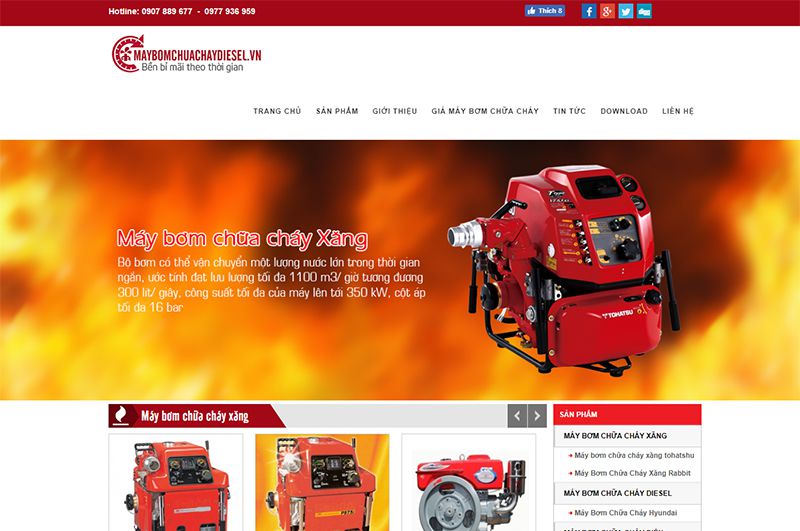 Hotline: 0907 889 677 - 0977 936 959
Thích 8
MAYBOMCHUACHAYDIESEL.VN
Bền bỉ mãi theo thời gian
TRANG CHỦ SẢN PHẨM GIỚI THIỆU GIÁ MÁY BƠM CHỮA CHÁY TIN TỨC DOWNLOAD LIÊN HỆ
Máy bơm chữa cháy Xăng
Bộ bơm có thể vận chuyển một lượng nước lớn trong thời gian
ngắn, ước tính đạt lưu lượng tối đa 1100 m3/ giờ tương đương
300 lít/ giây, công suất tối đa của máy lên tới 350 kW, cột áp
tối đa 16 bar
TOHATSU
Máy bơm chữa cháy xăng
SẢN PHẨM
MÁY BƠM CHỮA CHÁY XĂNG
Máy bơm chữa cháy xăng tohatshu
Máy Bơm Chữa Cháy Xăng Rabbit
MÁY BƠM CHỮA CHÁY DIESEL
Máy bơm Chữa Cháy Hyundai